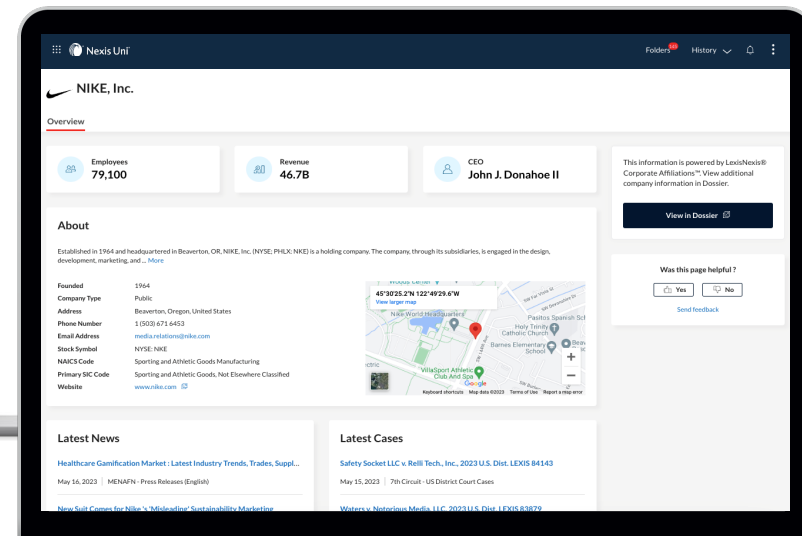 Nexis Uni
Folders
History
NIKE, Inc.
Overview
Employees
79,100
Revenue
46.7B
CEO
John J. Donahoe II
This information is powered by LexisNexis®
Corporate Affiliations™. View additional
company information in Dossier.
View in Dossier
About
Established in 1964 and headquartered in Beaverton, OR, NIKE, Inc. (NYSE; PHLX: NKE) is a holding company. The company, through its subsidiaries, is engaged in the design,
development, marketing, and ... More
Founded 1964
Company Type Public
Address Beaverton, Oregon, United States
Phone Number 1 (503) 671 6453
Email Address media.relations@nike.com
Stock Symbol NYSE: NKE
NAICS Code Sporting and Athletic Goods Manufacturing
Primary SIC Code Sporting and Athletic Goods, Not Elsewhere Classified
Website www.nike.com
45°30'25.2"N 122°49'29.6"W
View larger map
Nike World Headquarters
Pasitos Spanish Sch
Holy Trinity
Catholic Church
Barnes Elementary
School
Beav
VillaSport Athletic
Club And Spa
Google
Keyboard shortcuts Map data ©2023 Terms of Use Report a map error
Was this page helpful ?
Yes
No
Send feedback
Latest News
Healthcare Gamification Market : Latest Industry Trends, Trades, Suppl...
May 16, 2023 | MENAFN - Press Releases (English)
New Suit Comes for Nike 's 'Misleading' Sustainability Marketing
Latest Cases
Safety Socket LLC v. Relli Tech., Inc., 2023 U.S. Dist. LEXIS 84143
May 15, 2023 | 7th Circuit - US District Court Cases
Waters v. Notorious Media, LLC, 2023 U.S. Dist. LEXIS 83879